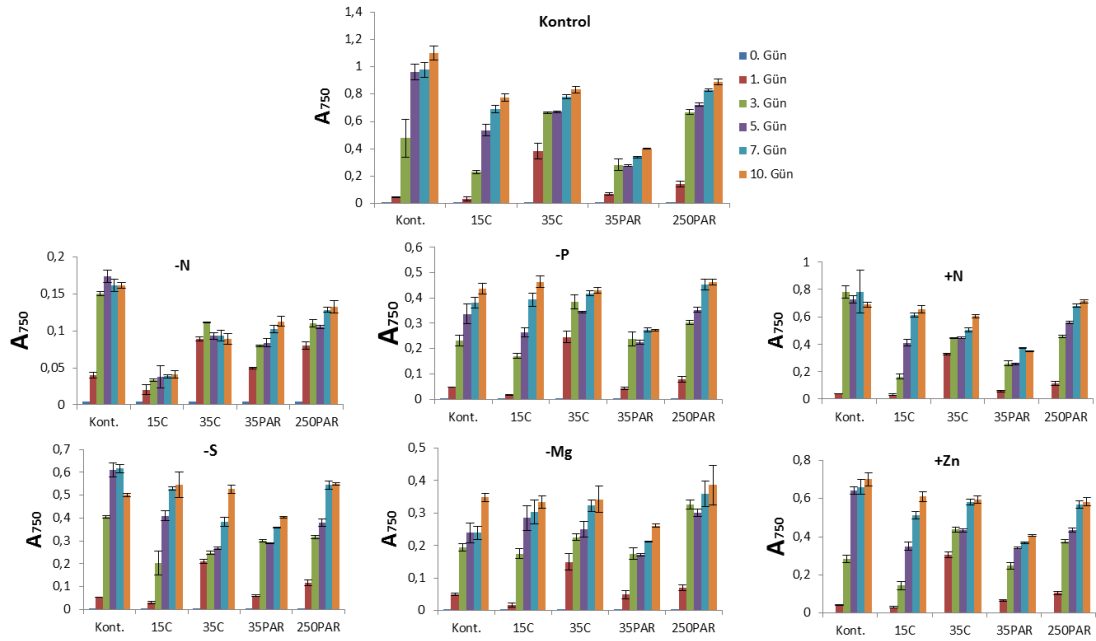 Kontrol
A750
1,4
1,2
1
0,8
0,6
0,4
0,2
0
Kont. 15C 35C 35PAR 250PAR
0. Gün
1. Gün
3. Gün
5. Gün
7. Gün
10. Gün
-N
A750
0,2
0,15
0,1
0,05
0
Kont. 15C 35C 35PAR 250PAR
-P
A750
0,6
0,5
0,4
0,3
0,2
0,1
0
Kont. 15C 35C 35PAR 250PAR
+N
A750
1
0,8
0,6
0,4
0,2
0
Kont. 15C 35C 35PAR 250PAR
-S
A750
0,7
0,6
0,5
0,4
0,3
0,2
0,1
0
Kont. 15C 35C 35PAR 250PAR
-Mg
A750
0,5
0,4
0,3
0,2
0,1
0
Kont. 15C 35C 35PAR 250PAR
+Zn
A750
0,8
0,6
0,4
0,2
0
Kont. 15C 35C 35PAR 250PAR